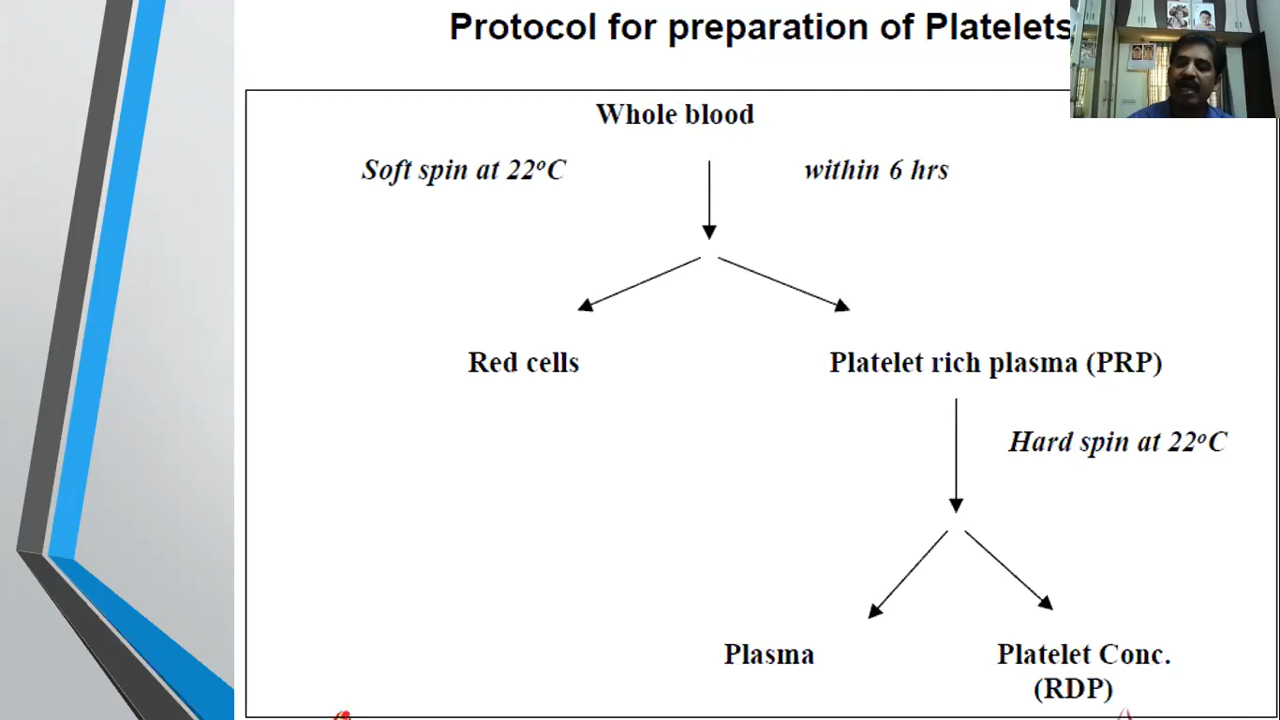 Protocol for preparation of Platelets
Whole blood
Soft spin at 22ºC
within 6 hrs
Red cells
Platelet rich plasma (PRP)
Hard spin at 22ºC
Plasma
Platelet Conc.
(RDP)